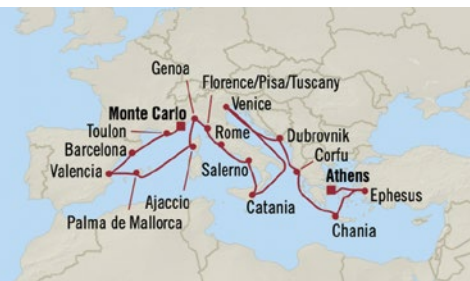 Genoa
Florence/Pisa/Tuscany
Monte Carlo
Venice
Toulon
Rome
Dubrovnik
Barcelona
Corfu
Valencia
Salerno
Athens
Ephesus
Ajaccio
Catania
Palma de Mallorca
Chania